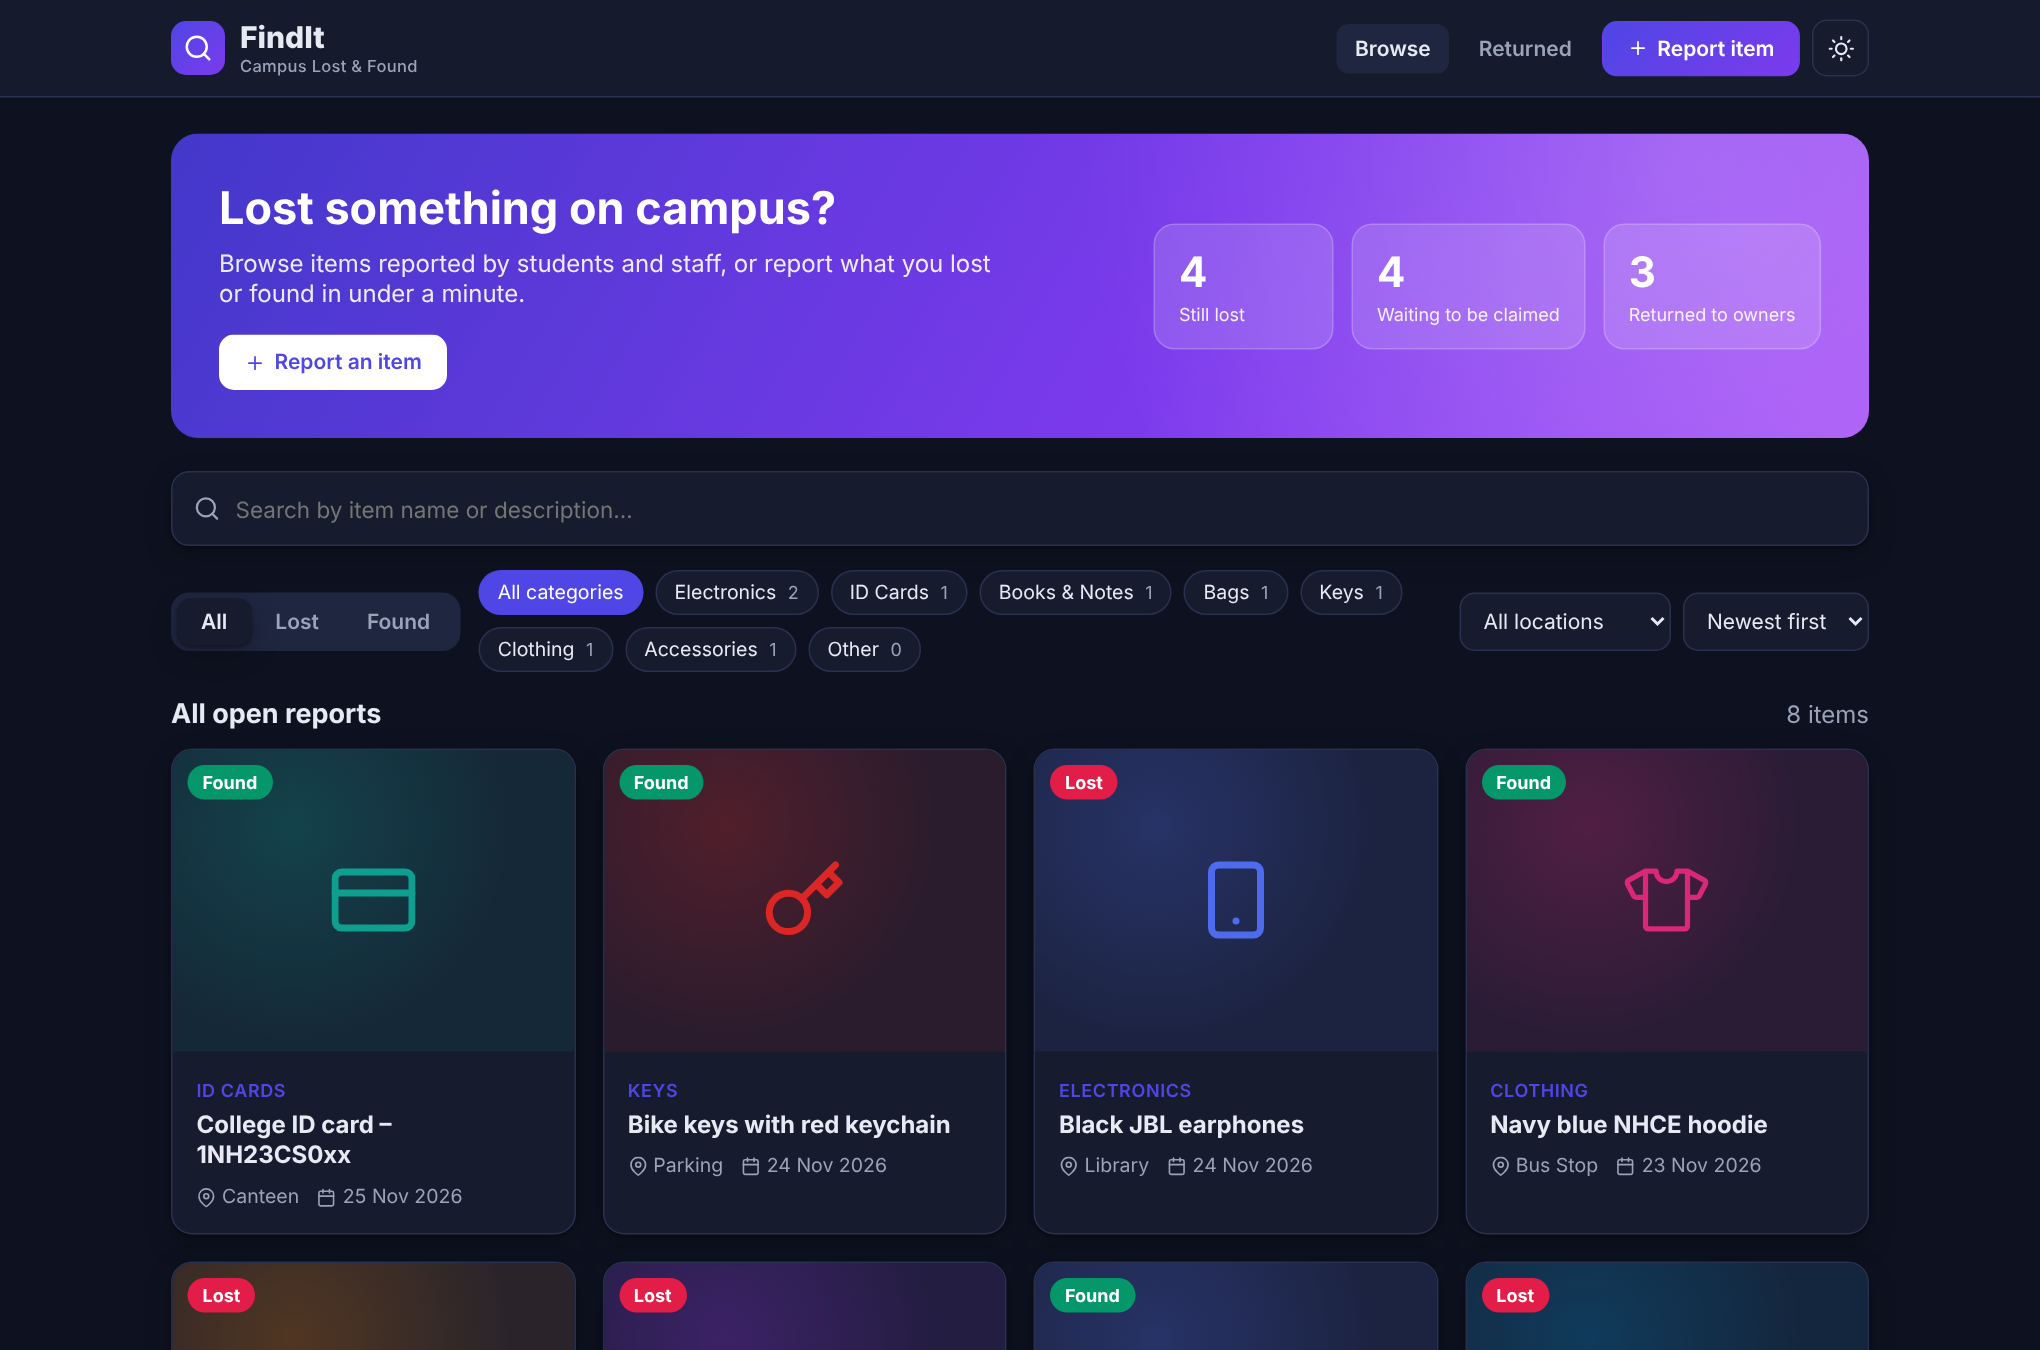 FindIt
Campus Lost & Found
Browse
Returned
+ Report item
Lost something on campus?
Browse items reported by students and staff, or report what you lost
or found in under a minute.
+ Report an item
4
Still lost
4
Waiting to be claimed
3
Returned to owners
Search by item name or description...
All
Lost
Found
All categories
Electronics 2
ID Cards 1
Books & Notes 1
Bags 1
Keys 1
Clothing 1
Accessories 1
Other 0
All locations
Newest first
All open reports
8 items
Found
ID CARDS
College ID card –
1NH23CS0xx
Canteen
25 Nov 2026
Found
KEYS
Bike keys with red keychain
Parking
24 Nov 2026
Lost
ELECTRONICS
Black JBL earphones
Library
24 Nov 2026
Found
CLOTHING
Navy blue NHCE hoodie
Bus Stop
23 Nov 2026
Lost
Lost
Found
Lost